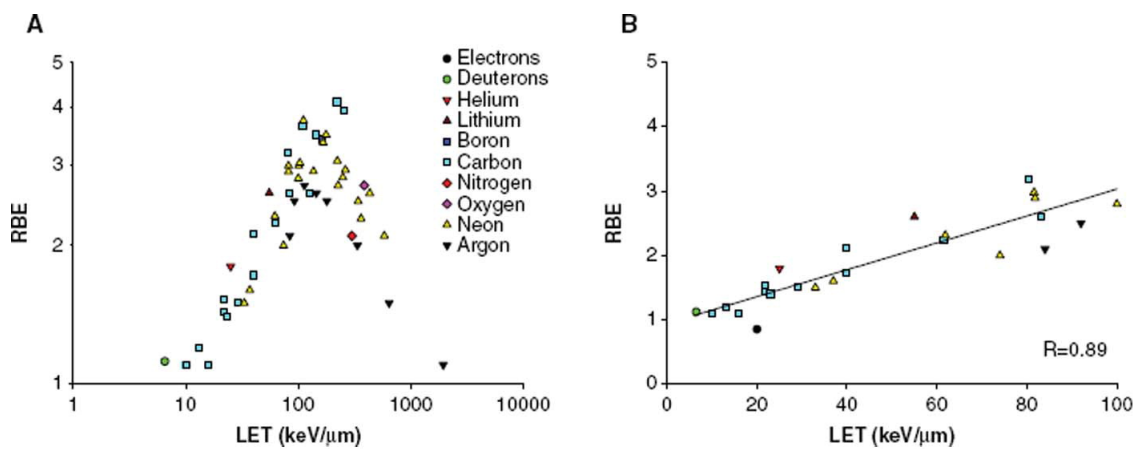 A
RBE
5
4
3
2
1
1
10
100
1000
10000
LET (keV/μm)
Electrons
Deuterons
Helium
Lithium
Boron
Carbon
Nitrogen
Oxygen
Neon
Argon
B
RBE
5
4
3
2
1
0
0
20
40
60
80
100
LET (keV/μm)
R=0.89